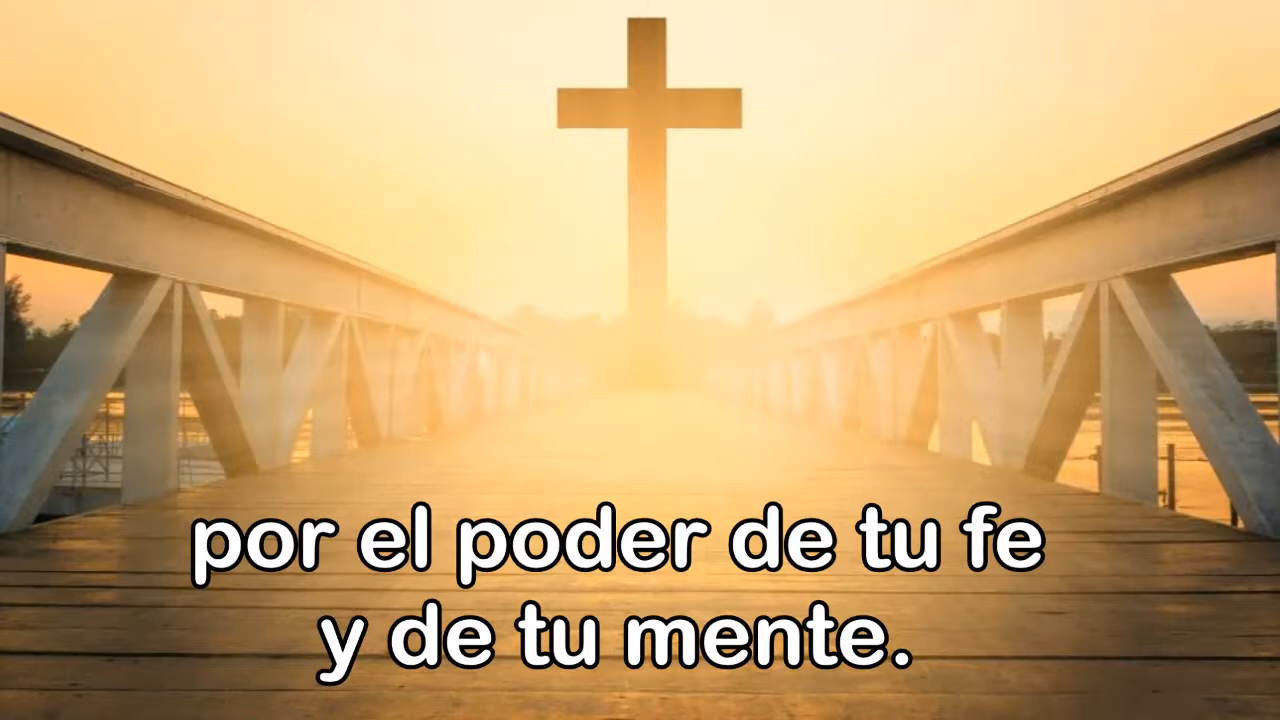 por el poder de tu fe
y de tu mente.